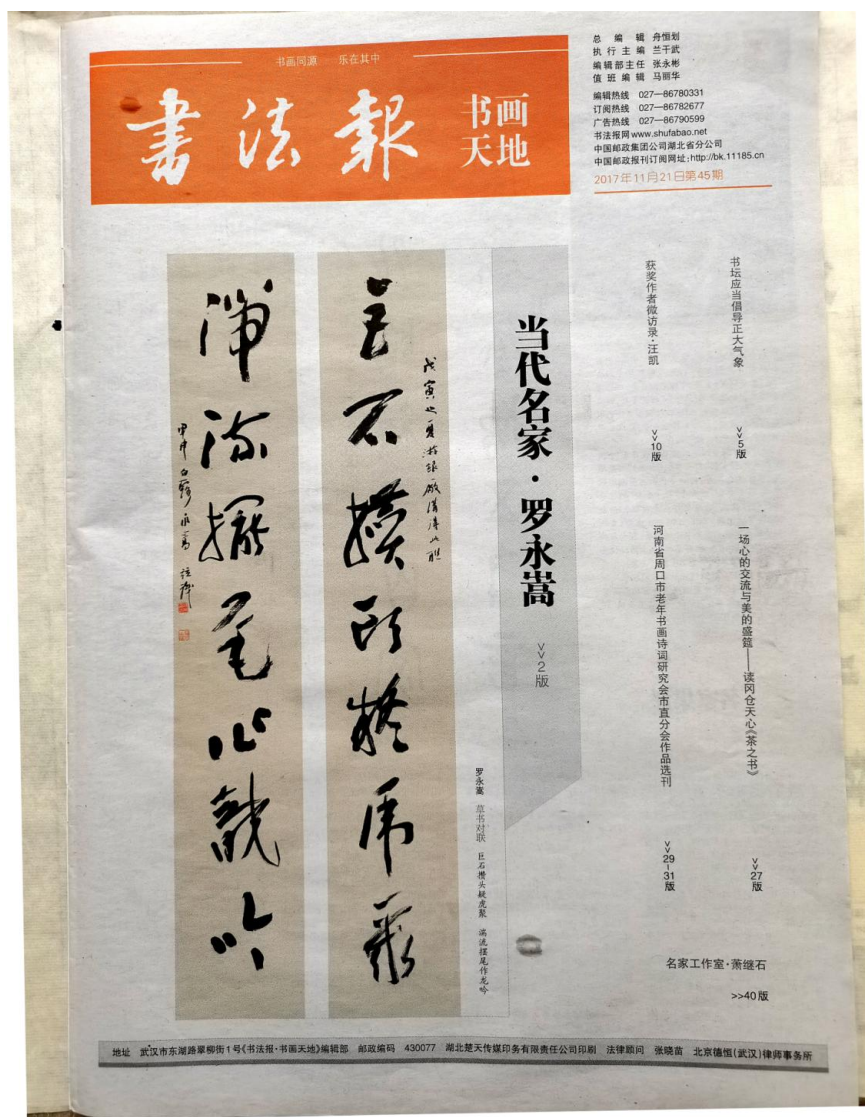 书画同源 乐在其中
書法報
书画
天地
总编辑 舟恒划
执行主编 兰干武
编辑部主任 张永彬
值班编辑 马丽华
编辑热线 027—86780331
订阅热线 027—86782677
广告热线 027—86790599
书法报网www.shufabao.net
中国邮政集团公司湖北省分公司
中国邮政报刊订阅网址:http://bk.11185.cn
2017年11月21日第45期
书坛应当倡导正大气象
>>5版
获奖作者微访录·汪凯
>>10版
一场心的交流与美的盛筵——读冈仓天心《茶之书》
>>27版
河南省周口市老年书画诗词研究会市直分会作品选刊
>>29-31版
名家工作室·萧继石
>>40版
当代名家·罗永嵩
>>2版
罗永嵩 草书对联 巨石攒头疑虎聚 湍流摆尾作龙吟
地址 武汉市东湖路翠柳街1号《书法报·书画天地》编辑部 邮政编码 430077 湖北楚天传媒印务有限责任公司印刷 法律顾问 张晓苗 北京德恒(武汉)律师事务所